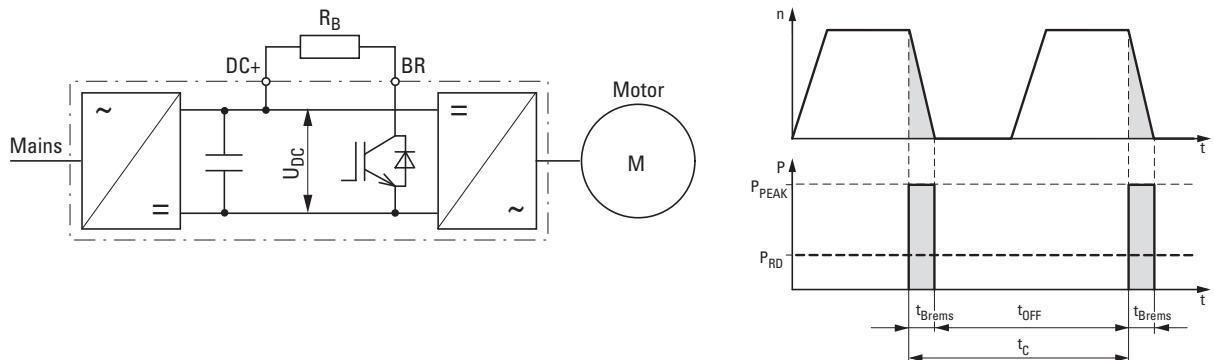 R_B
DC+
BR
~
=
Mains
U_DC
=
~
Motor
M
n
t
P
P_PEAK
P_RD
t
t_Brems
t_OFF
t_Brems
t_C